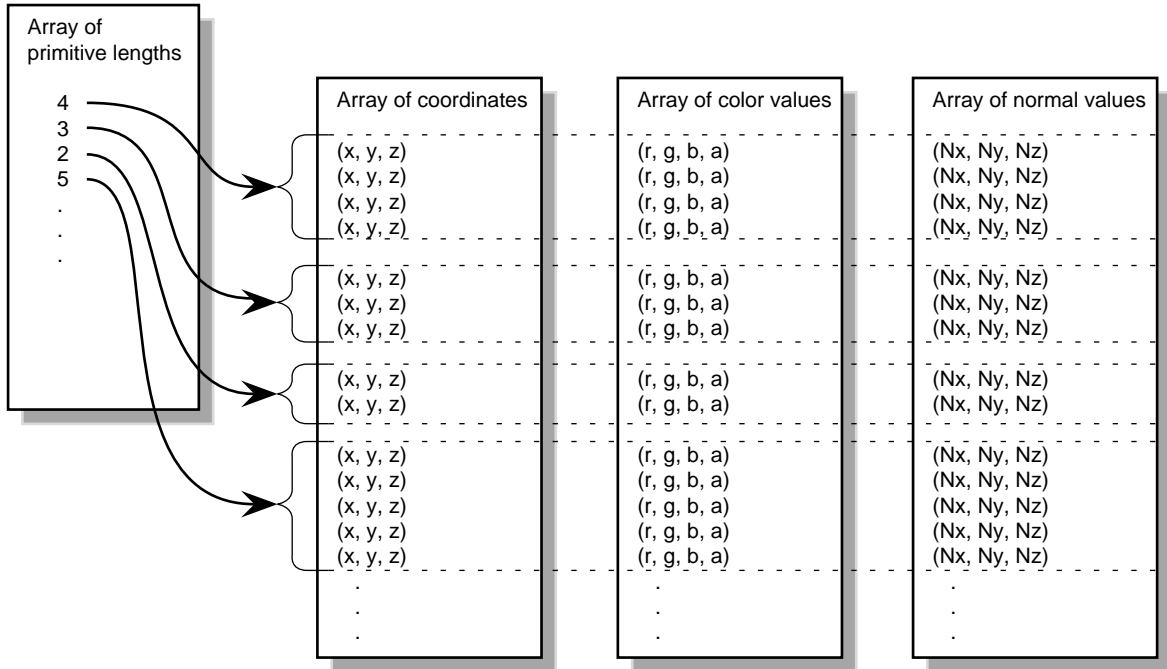 Array of
primitive lengths
4
3
2
5
.
.
.
Array of coordinates
(x, y, z)
(x, y, z)
(x, y, z)
(x, y, z)
(x, y, z)
(x, y, z)
(x, y, z)
(x, y, z)
(x, y, z)
(x, y, z)
(x, y, z)
(x, y, z)
(x, y, z)
(x, y, z)
.
.
.
Array of color values
(r, g, b, a)
(r, g, b, a)
(r, g, b, a)
(r, g, b, a)
(r, g, b, a)
(r, g, b, a)
(r, g, b, a)
(r, g, b, a)
(r, g, b, a)
(r, g, b, a)
(r, g, b, a)
(r, g, b, a)
(r, g, b, a)
(r, g, b, a)
.
.
.
Array of normal values
(Nx, Ny, Nz)
(Nx, Ny, Nz)
(Nx, Ny, Nz)
(Nx, Ny, Nz)
(Nx, Ny, Nz)
(Nx, Ny, Nz)
(Nx, Ny, Nz)
(Nx, Ny, Nz)
(Nx, Ny, Nz)
(Nx, Ny, Nz)
(Nx, Ny, Nz)
(Nx, Ny, Nz)
(Nx, Ny, Nz)
(Nx, Ny, Nz)
.
.
.